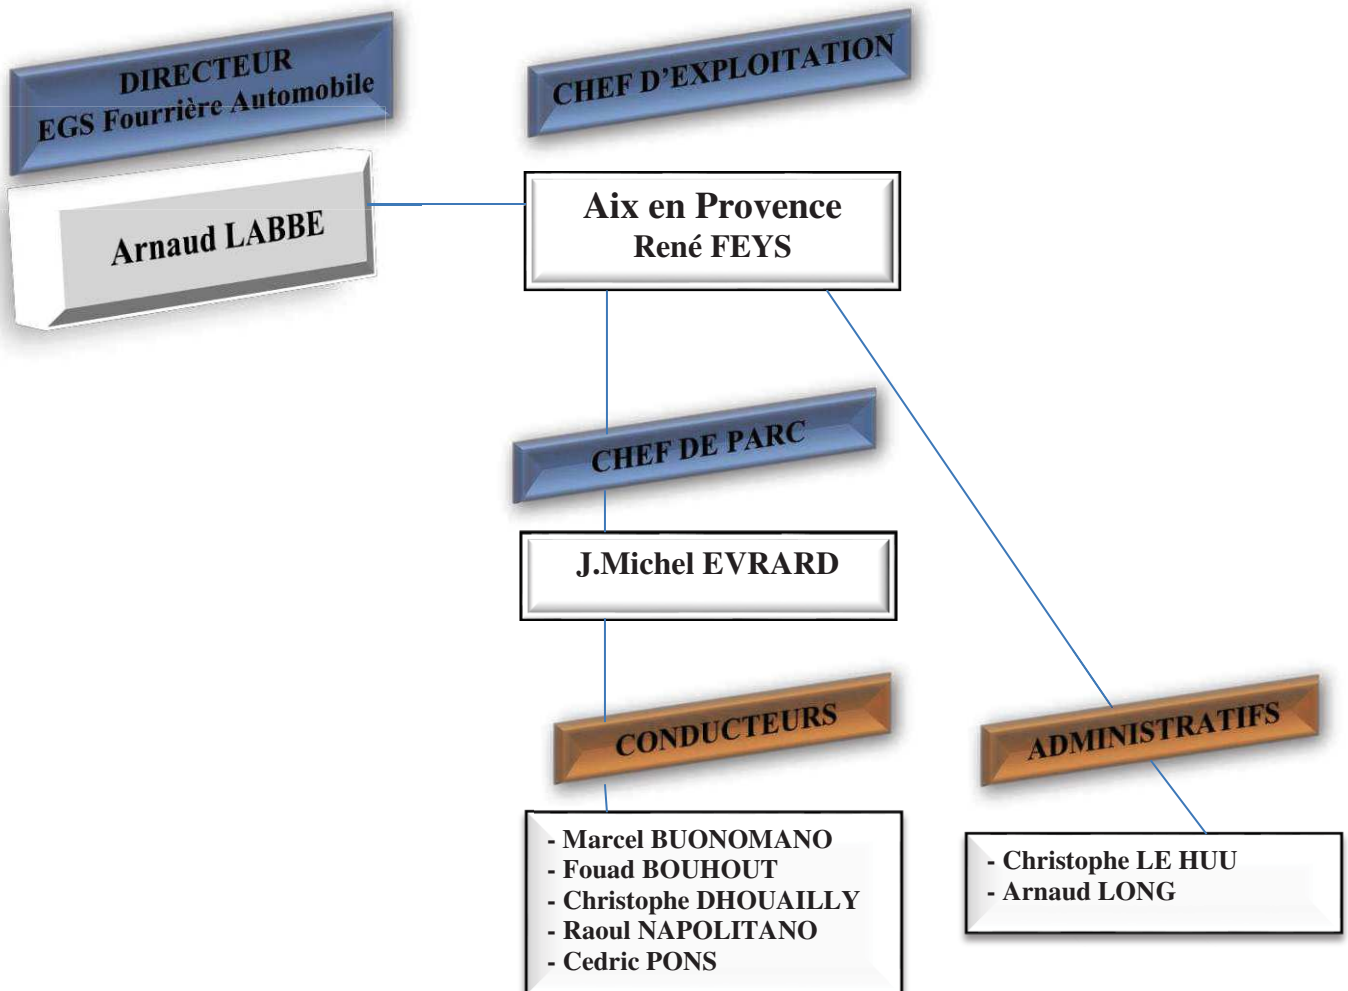 DIRECTEUR
EGS Fourrière Automobile
Arnaud LABBE
CHEF D'EXPLOITATION
Aix en Provence
René FEYS
CHEF DE PARC
J.Michel EVRARD
CONDUCTEURS
- Marcel BUONOMANO
- Fouad BOUHOUT
- Christophe DHOUAILLY
- Raoul NAPOLITANO
- Cedric PONS
ADMINISTRATIFS
- Christophe LE HUU
- Arnaud LONG